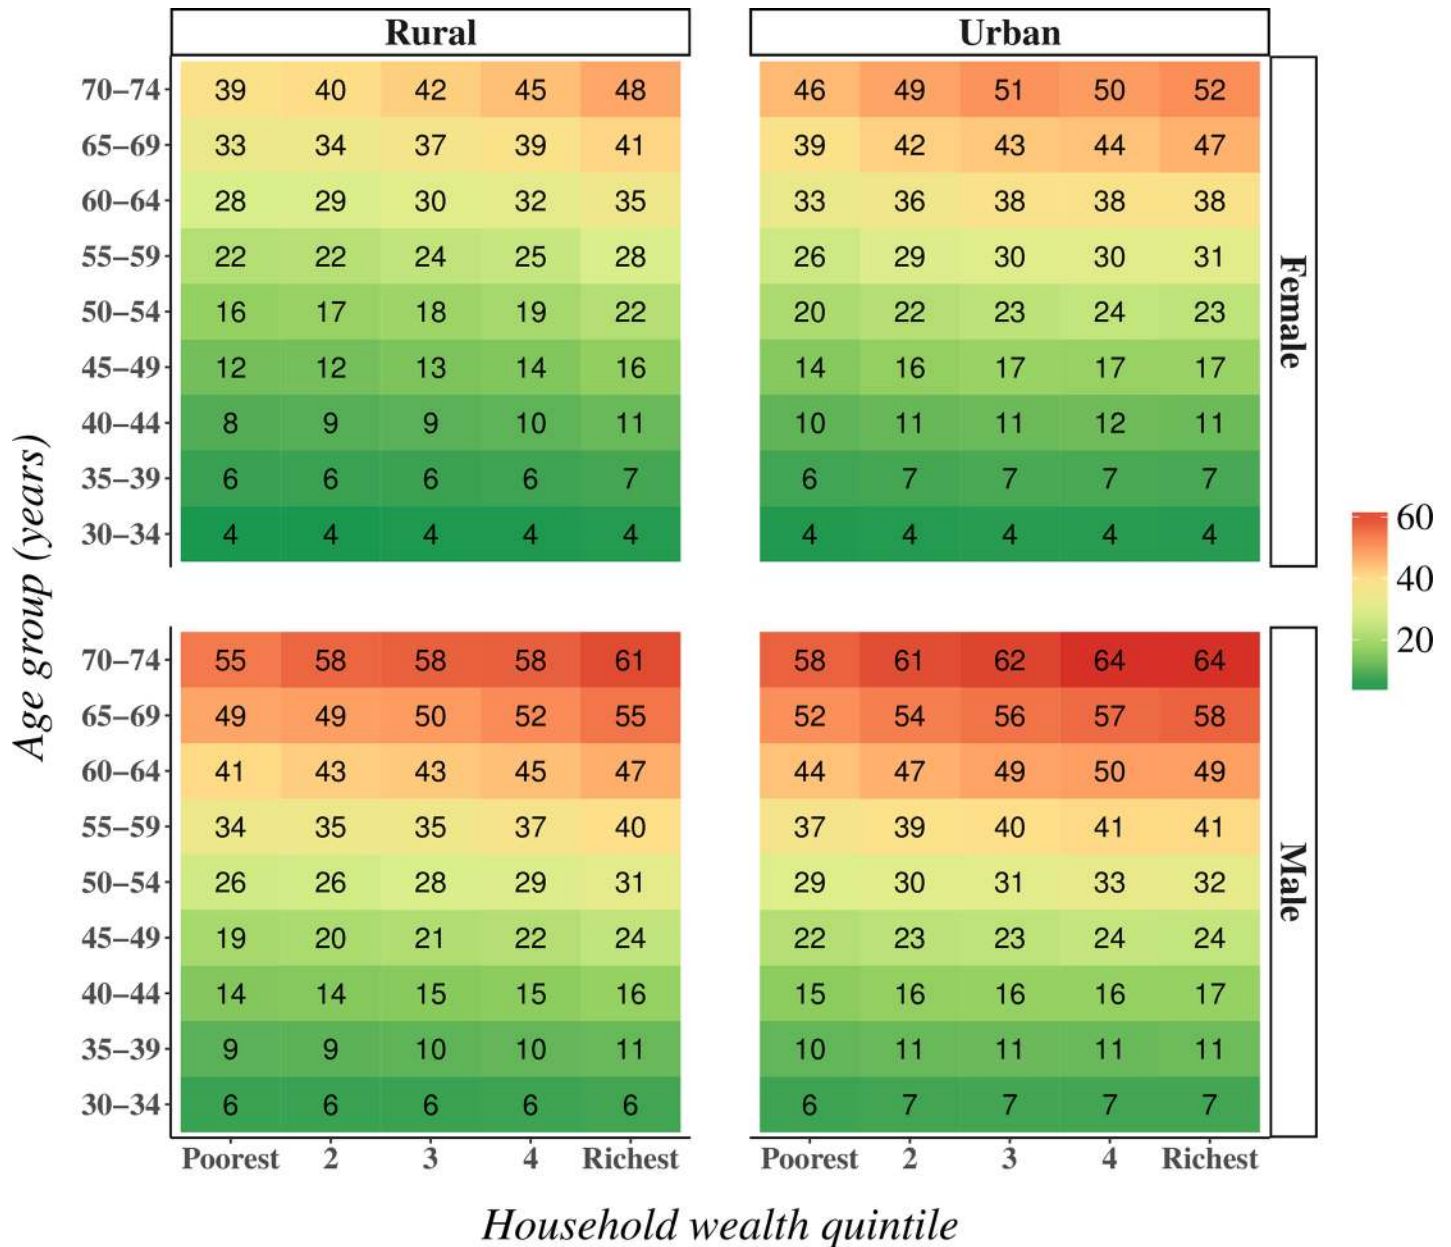 Rural Urban
70–74 39 40 42 45 48 46 49 51 50 52
65–69 33 34 37 39 41 39 42 43 44 47
60–64 28 29 30 32 35 33 36 38 38 38
55–59 22 22 24 25 28 26 29 30 30 31
50–54 16 17 18 19 22 20 22 23 24 23
45–49 12 12 13 14 16 14 16 17 17 17
40–44 8 9 9 10 11 10 11 11 12 11
35–39 6 6 6 6 7 6 7 7 7 7
30–34 4 4 4 4 4 4 4 4 4 4
Female
70–74 55 58 58 58 61 58 61 62 64 64
65–69 49 49 50 52 55 52 54 56 57 58
60–64 41 43 43 45 47 44 47 49 50 49
55–59 34 35 35 37 40 37 39 40 41 41
50–54 26 26 28 29 31 29 30 31 33 32
45–49 19 20 21 22 24 22 23 23 24 24
40–44 14 14 15 15 16 15 16 16 16 17
35–39 9 9 10 10 11 10 11 11 11 11
30–34 6 6 6 6 6 6 7 7 7 7
Male
Poorest 2 3 4 Richest Poorest 2 3 4 Richest
Household wealth quintile
Age group (years)
60
40
20